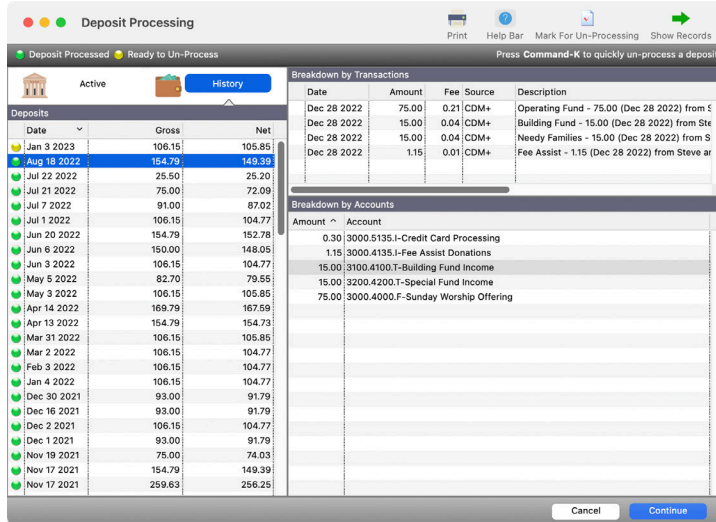 Deposit Processing
Print
Help Bar
Mark For Un-Processing
Show Records
Deposit Processed
Ready to Un-Process
Press Command-K to quickly un-process a deposit
Active
History
Deposits
Date Gross Net
Jan 3 2023 106.15 105.85
Aug 18 2022 154.79 149.39
Jul 22 2022 25.50 25.20
Jul 21 2022 75.00 72.09
Jul 7 2022 91.00 87.02
Jul 1 2022 106.15 104.77
Jun 20 2022 154.79 152.78
Jun 6 2022 150.00 148.05
Jun 3 2022 106.15 104.77
May 5 2022 82.70 79.55
May 3 2022 106.15 105.85
Apr 14 2022 169.79 167.59
Apr 13 2022 154.79 154.73
Mar 31 2022 106.15 105.85
Mar 2 2022 106.15 104.77
Feb 3 2022 106.15 104.77
Jan 4 2022 106.15 104.77
Dec 30 2021 93.00 91.79
Dec 16 2021 93.00 91.79
Dec 2 2021 106.15 104.77
Dec 1 2021 93.00 91.79
Nov 19 2021 75.00 74.03
Nov 17 2021 154.79 149.39
Nov 17 2021 259.63 256.25
Breakdown by Transactions
Date Amount Fee Source Description
Dec 28 2022 75.00 0.21 CDM+ Operating Fund - 75.00 (Dec 28 2022) from S
Dec 28 2022 15.00 0.04 CDM+ Building Fund - 15.00 (Dec 28 2022) from Ste
Dec 28 2022 15.00 0.04 CDM+ Needy Families - 15.00 (Dec 28 2022) from S
Dec 28 2022 1.15 0.01 CDM+ Fee Assist - 1.15 (Dec 28 2022) from Steve an
Breakdown by Accounts
Amount Account
0.30 3000.5135.I-Credit Card Processing
1.15 3000.4135.I-Fee Assist Donations
15.00 3100.4100.T-Building Fund Income
15.00 3200.4200.T-Special Fund Income
75.00 3000.4000.F-Sunday Worship Offering
Cancel
Continue